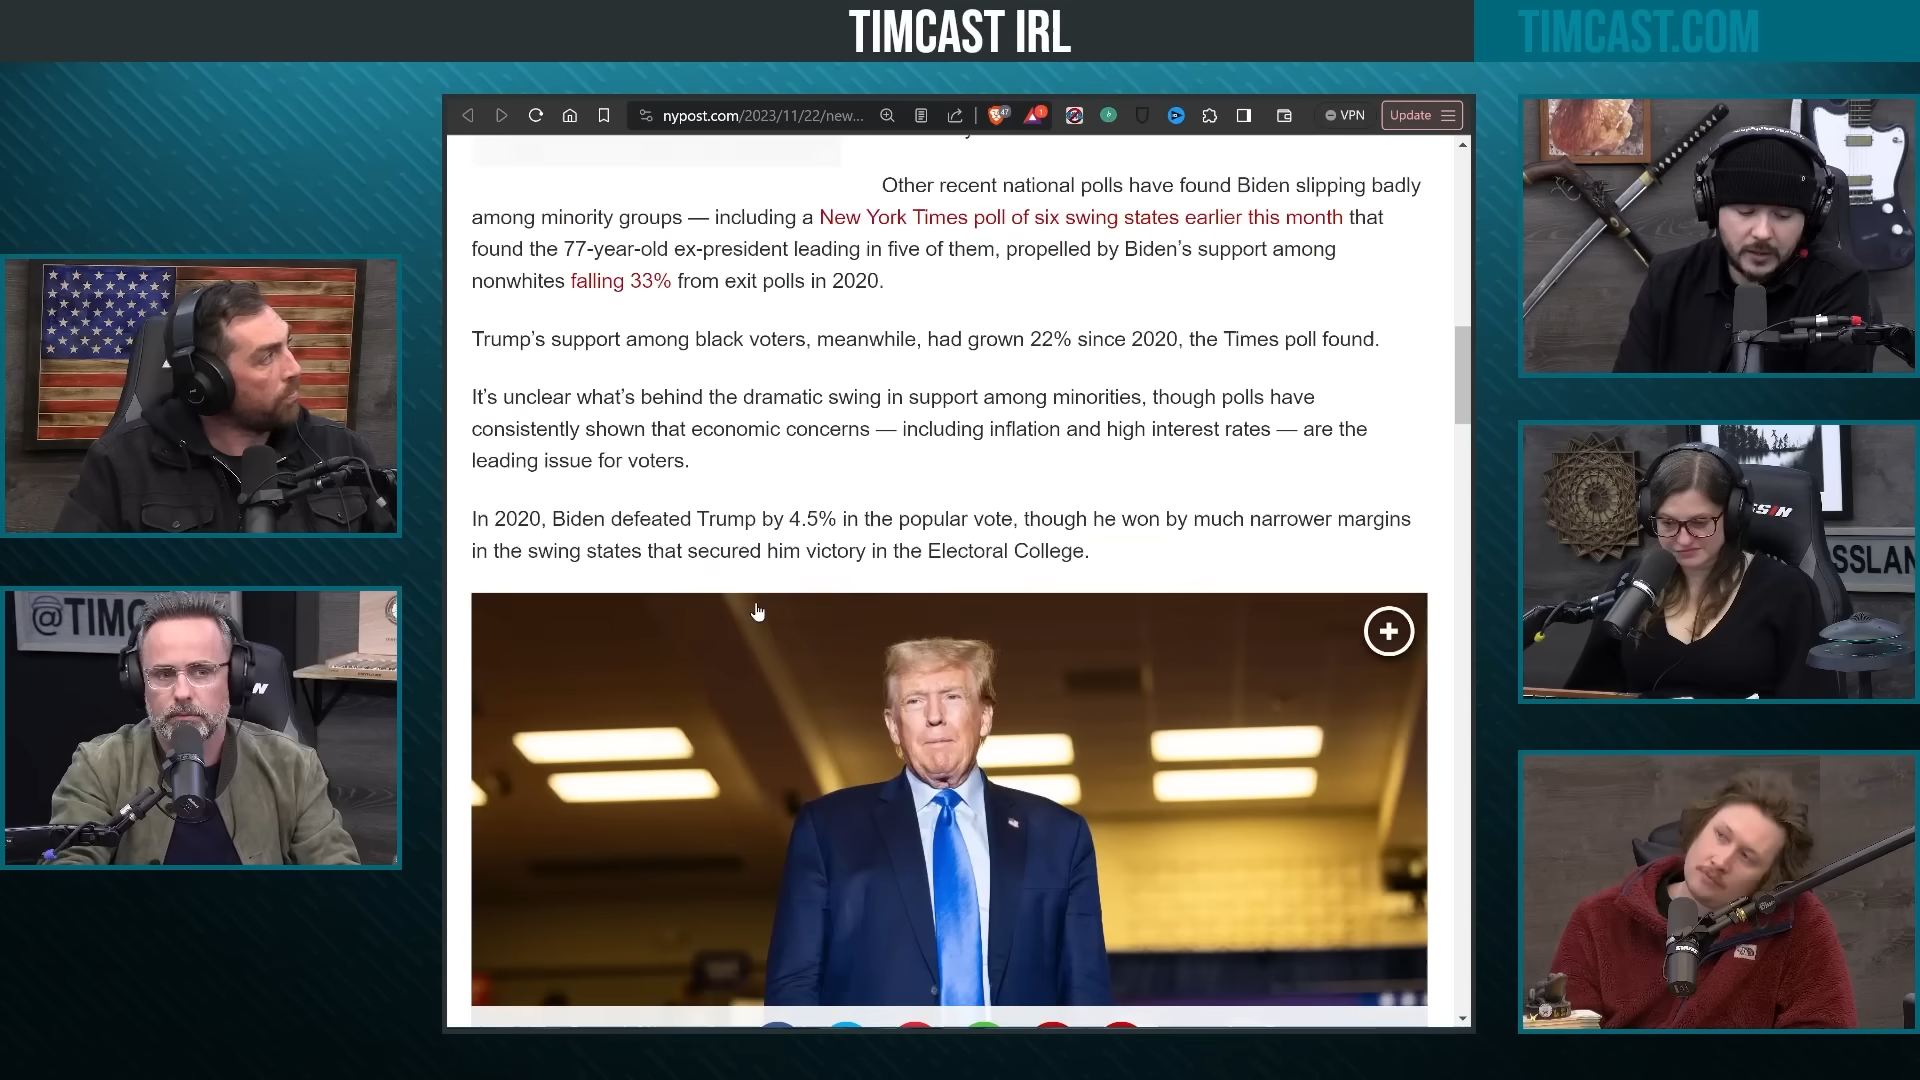 TIMCAST IRL
TIMCAST.COM
nypost.com/2023/11/22/new...
47
1
VPN
Update
Other recent national polls have found Biden slipping badly
among minority groups — including a New York Times poll of six swing states earlier this month that
found the 77-year-old ex-president leading in five of them, propelled by Biden’s support among
nonwhites falling 33% from exit polls in 2020.
Trump’s support among black voters, meanwhile, had grown 22% since 2020, the Times poll found.
It’s unclear what’s behind the dramatic swing in support among minorities, though polls have
consistently shown that economic concerns — including inflation and high interest rates — are the
leading issue for voters.
In 2020, Biden defeated Trump by 4.5% in the popular vote, though he won by much narrower margins
in the swing states that secured him victory in the Electoral College.
@TIMC
N
SIN
SSLAN